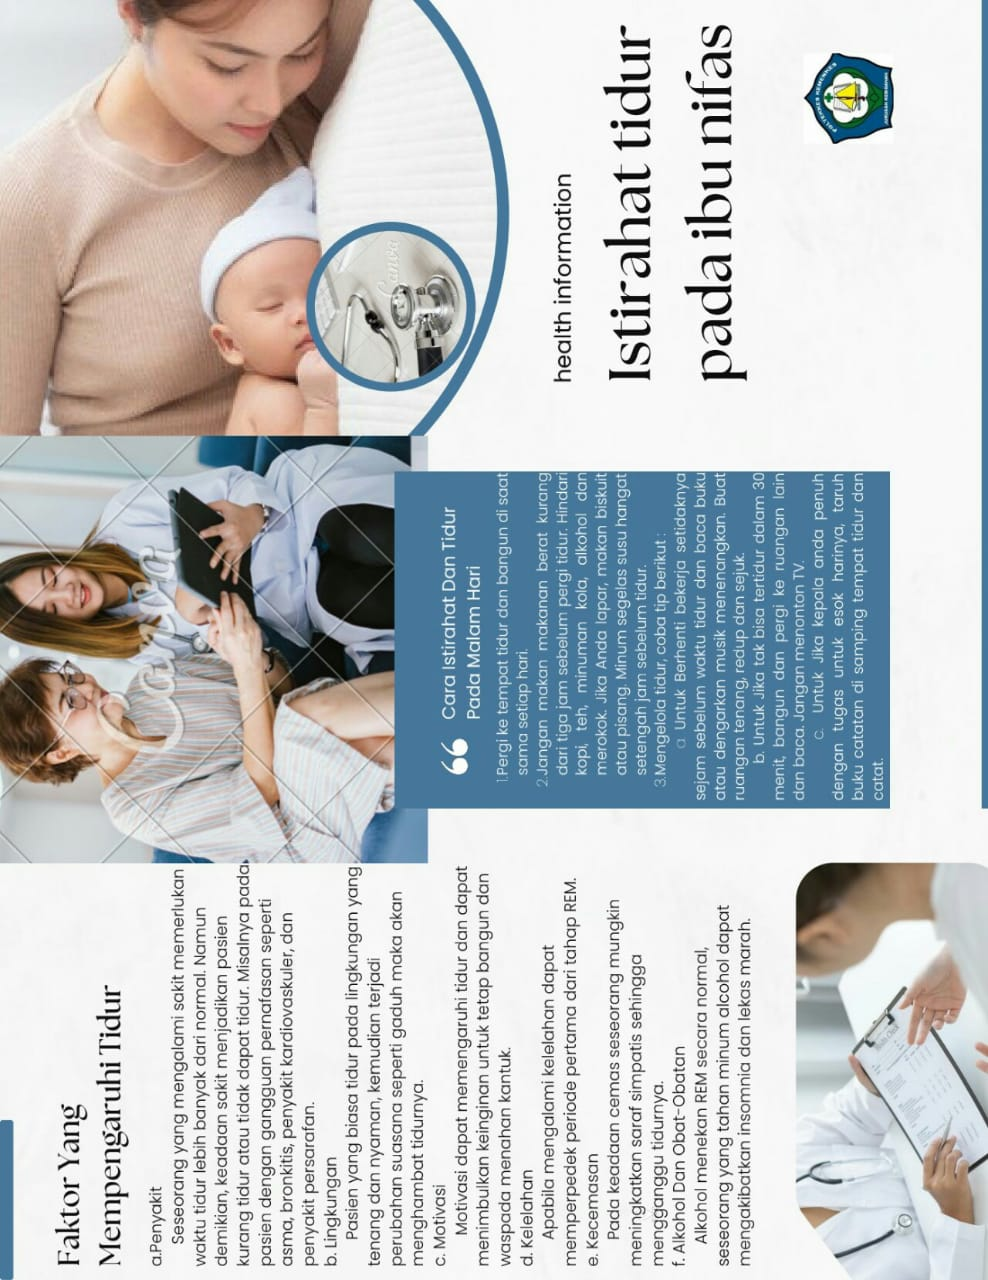 Faktor Yang
Mempengaruhi Tidur
a.Penyakit
Seseorang yang mengalami sakit memerlukan
waktu tidur lebih banyak dari normal. Namun
demikian, keadaan sakit menjadikan pasien
kurang tidur atau tidak dapat tidur. Misalnya pada
pasien dengan gangguan pernafasan seperti
asma, bronkitis, penyakit kardiovaskuler, dan
penyakit persarafan.
b. Lingkungan
Pasien yang biasa tidur pada lingkungan yang
tenang dan nyaman, kemudian terjadi
perubahan suasana seperti gaduh maka akan
menghambat tidurnya.
c. Motivasi
Motivasi dapat memengaruhi tidur dan dapat
menimbulkan keinginan untuk tetap bangun dan
waspada menahan kantuk.
d. Kelelahan
Apabila mengalami kelelahan dapat
memperpedek periode pertama dari tahap REM.
e. Kecemasan
Pada keadaan cemas seseorang mungkin
meningkatkan saraf simpatis sehingga
mengganggu tidurnya.
f. Alkohol Dan Obat-Obatan
Alkohol menekan REM secara normal,
seseorang yang tahan minum alcohol dapat
mengakibatkan insomnia dan lekas marah.
Canva
“ Cara Istirahat Dan Tidur
Pada Malam Hari
1.Pergi ke tempat tidur dan bangun di saat
sama setiap hari.
2.Jangan makan makanan berat kurang
dari tiga jam sebelum pergi tidur. Hindari
kopi, teh, minuman kola, alkohol dan
merokok. Jika Anda lapar, makan biskuit
atau pisang. Minum segelas susu hangat
setengah jam sebelum tidur.
3.Mengelola tidur, coba tip berikut :
a. Untuk Berhenti bekerja setidaknya
sejam sebelum waktu tidur dan baca buku
atau dengarkan musik menenangkan. Buat
ruangan tenang, redup dan sejuk.
b. Untuk Jika tak bisa tertidur dalam 30
menit, bangun dan pergi ke ruangan lain
dan baca. Jangan menonton TV.
c. Untuk Jika kepala anda penuh
dengan tugas untuk esok harinya, taruh
buku catatan di samping tempat tidur dan
catat.
Canva
health information
Istirahat tidur
pada ibu nifas
POLTEKKES KEMENKES